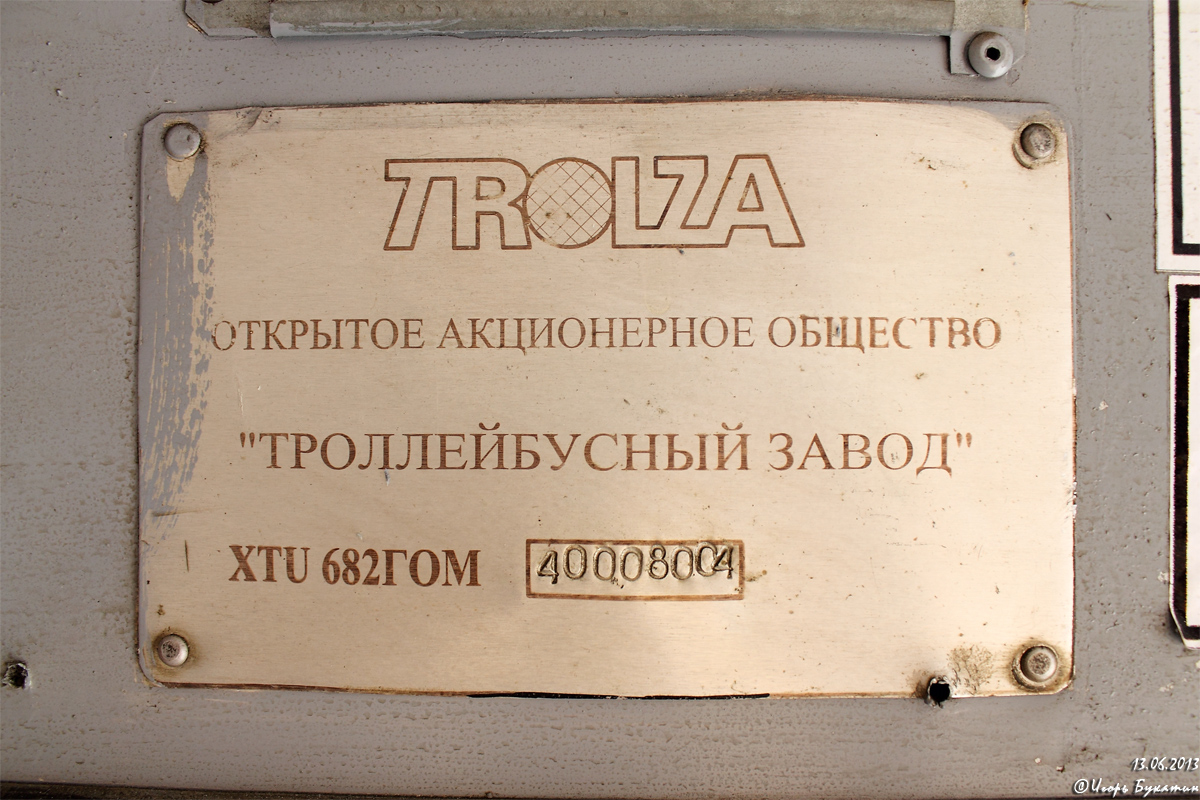 TROLZA
ОТКРЫТОЕ АКЦИОНЕРНОЕ ОБЩЕСТВО
"ТРОЛЛЕЙБУСНЫЙ ЗАВОД"
XTU 682ГОМ 40008004
13.06.2013
©Игорь Букатин